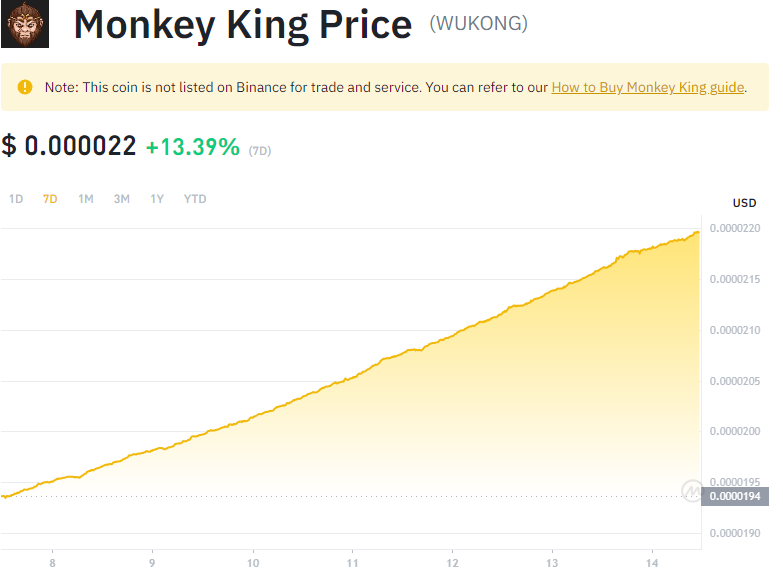 Monkey King Price (WUKONG)
Note: This coin is not listed on Binance for trade and service. You can refer to our How to Buy Monkey King guide.
$ 0.000022 +13.39% (7D)
1D 7D 1M 3M 1Y YTD
USD
0.0000220
0.0000215
0.0000210
0.0000205
0.0000200
0.0000195
0.0000194
0.0000190
8 9 10 11 12 13 14